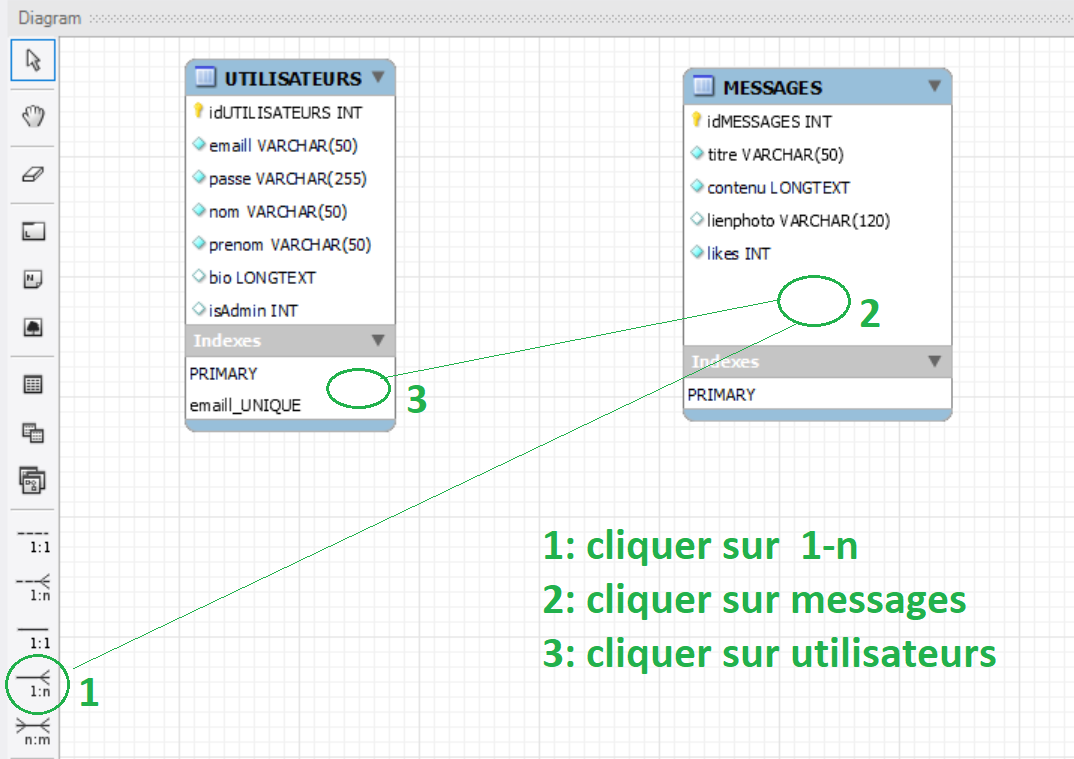 Diagram
UTILISATEURS
idUTILISATEURS INT
emaill VARCHAR(50)
passe VARCHAR(255)
nom VARCHAR(50)
prenom VARCHAR(50)
bio LONGTEXT
isAdmin INT
Indexes
PRIMARY
emaill_UNIQUE
3
MESSAGES
idMESSAGES INT
titre VARCHAR(50)
contenu LONGTEXT
lienphoto VARCHAR(120)
likes INT
2
Indexes
PRIMARY
N
1:1
1:n
1:1
1:n
1
n:m
1: cliquer sur 1-n
2: cliquer sur messages
3: cliquer sur utilisateurs